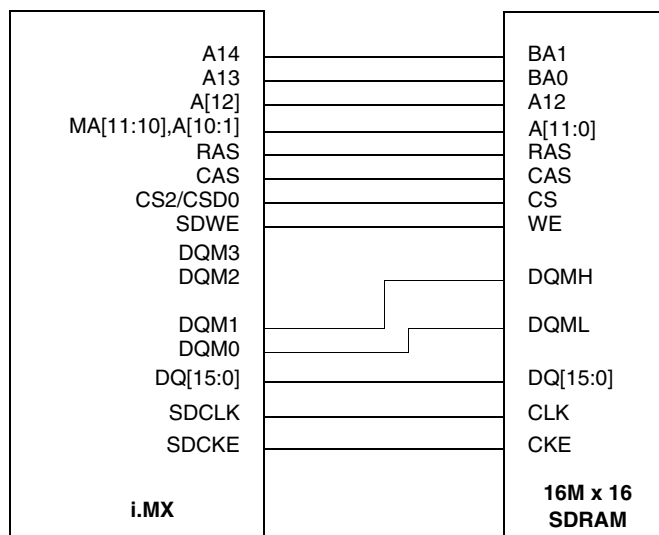 A14 BA1
A13 BA0
A[12] A12
MA[11:10],A[10:1] A[11:0]
RAS RAS
CAS CAS
CS2/CSD0 CS
SDWE WE
DQM3
DQM2 DQMH
DQM1 DQML
DQM0
DQ[15:0] DQ[15:0]
SDCLK CLK
SDCKE CKE
i.MX 16M x 16
SDRAM